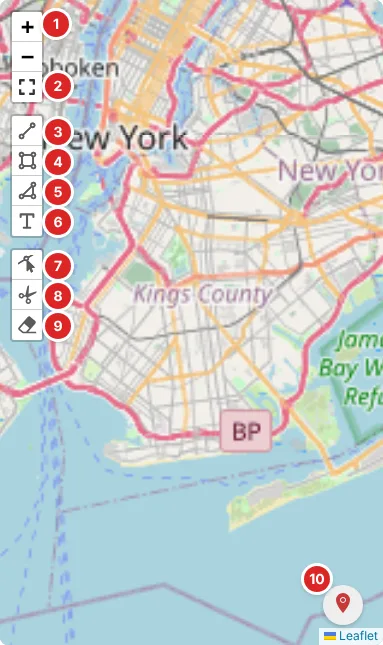 +
1
−
oboken
2
3
ew York
4
New Yor
5
T
6
7
Kings County
8
9
Jama
Bay W
Refu
BP
10
Leaflet